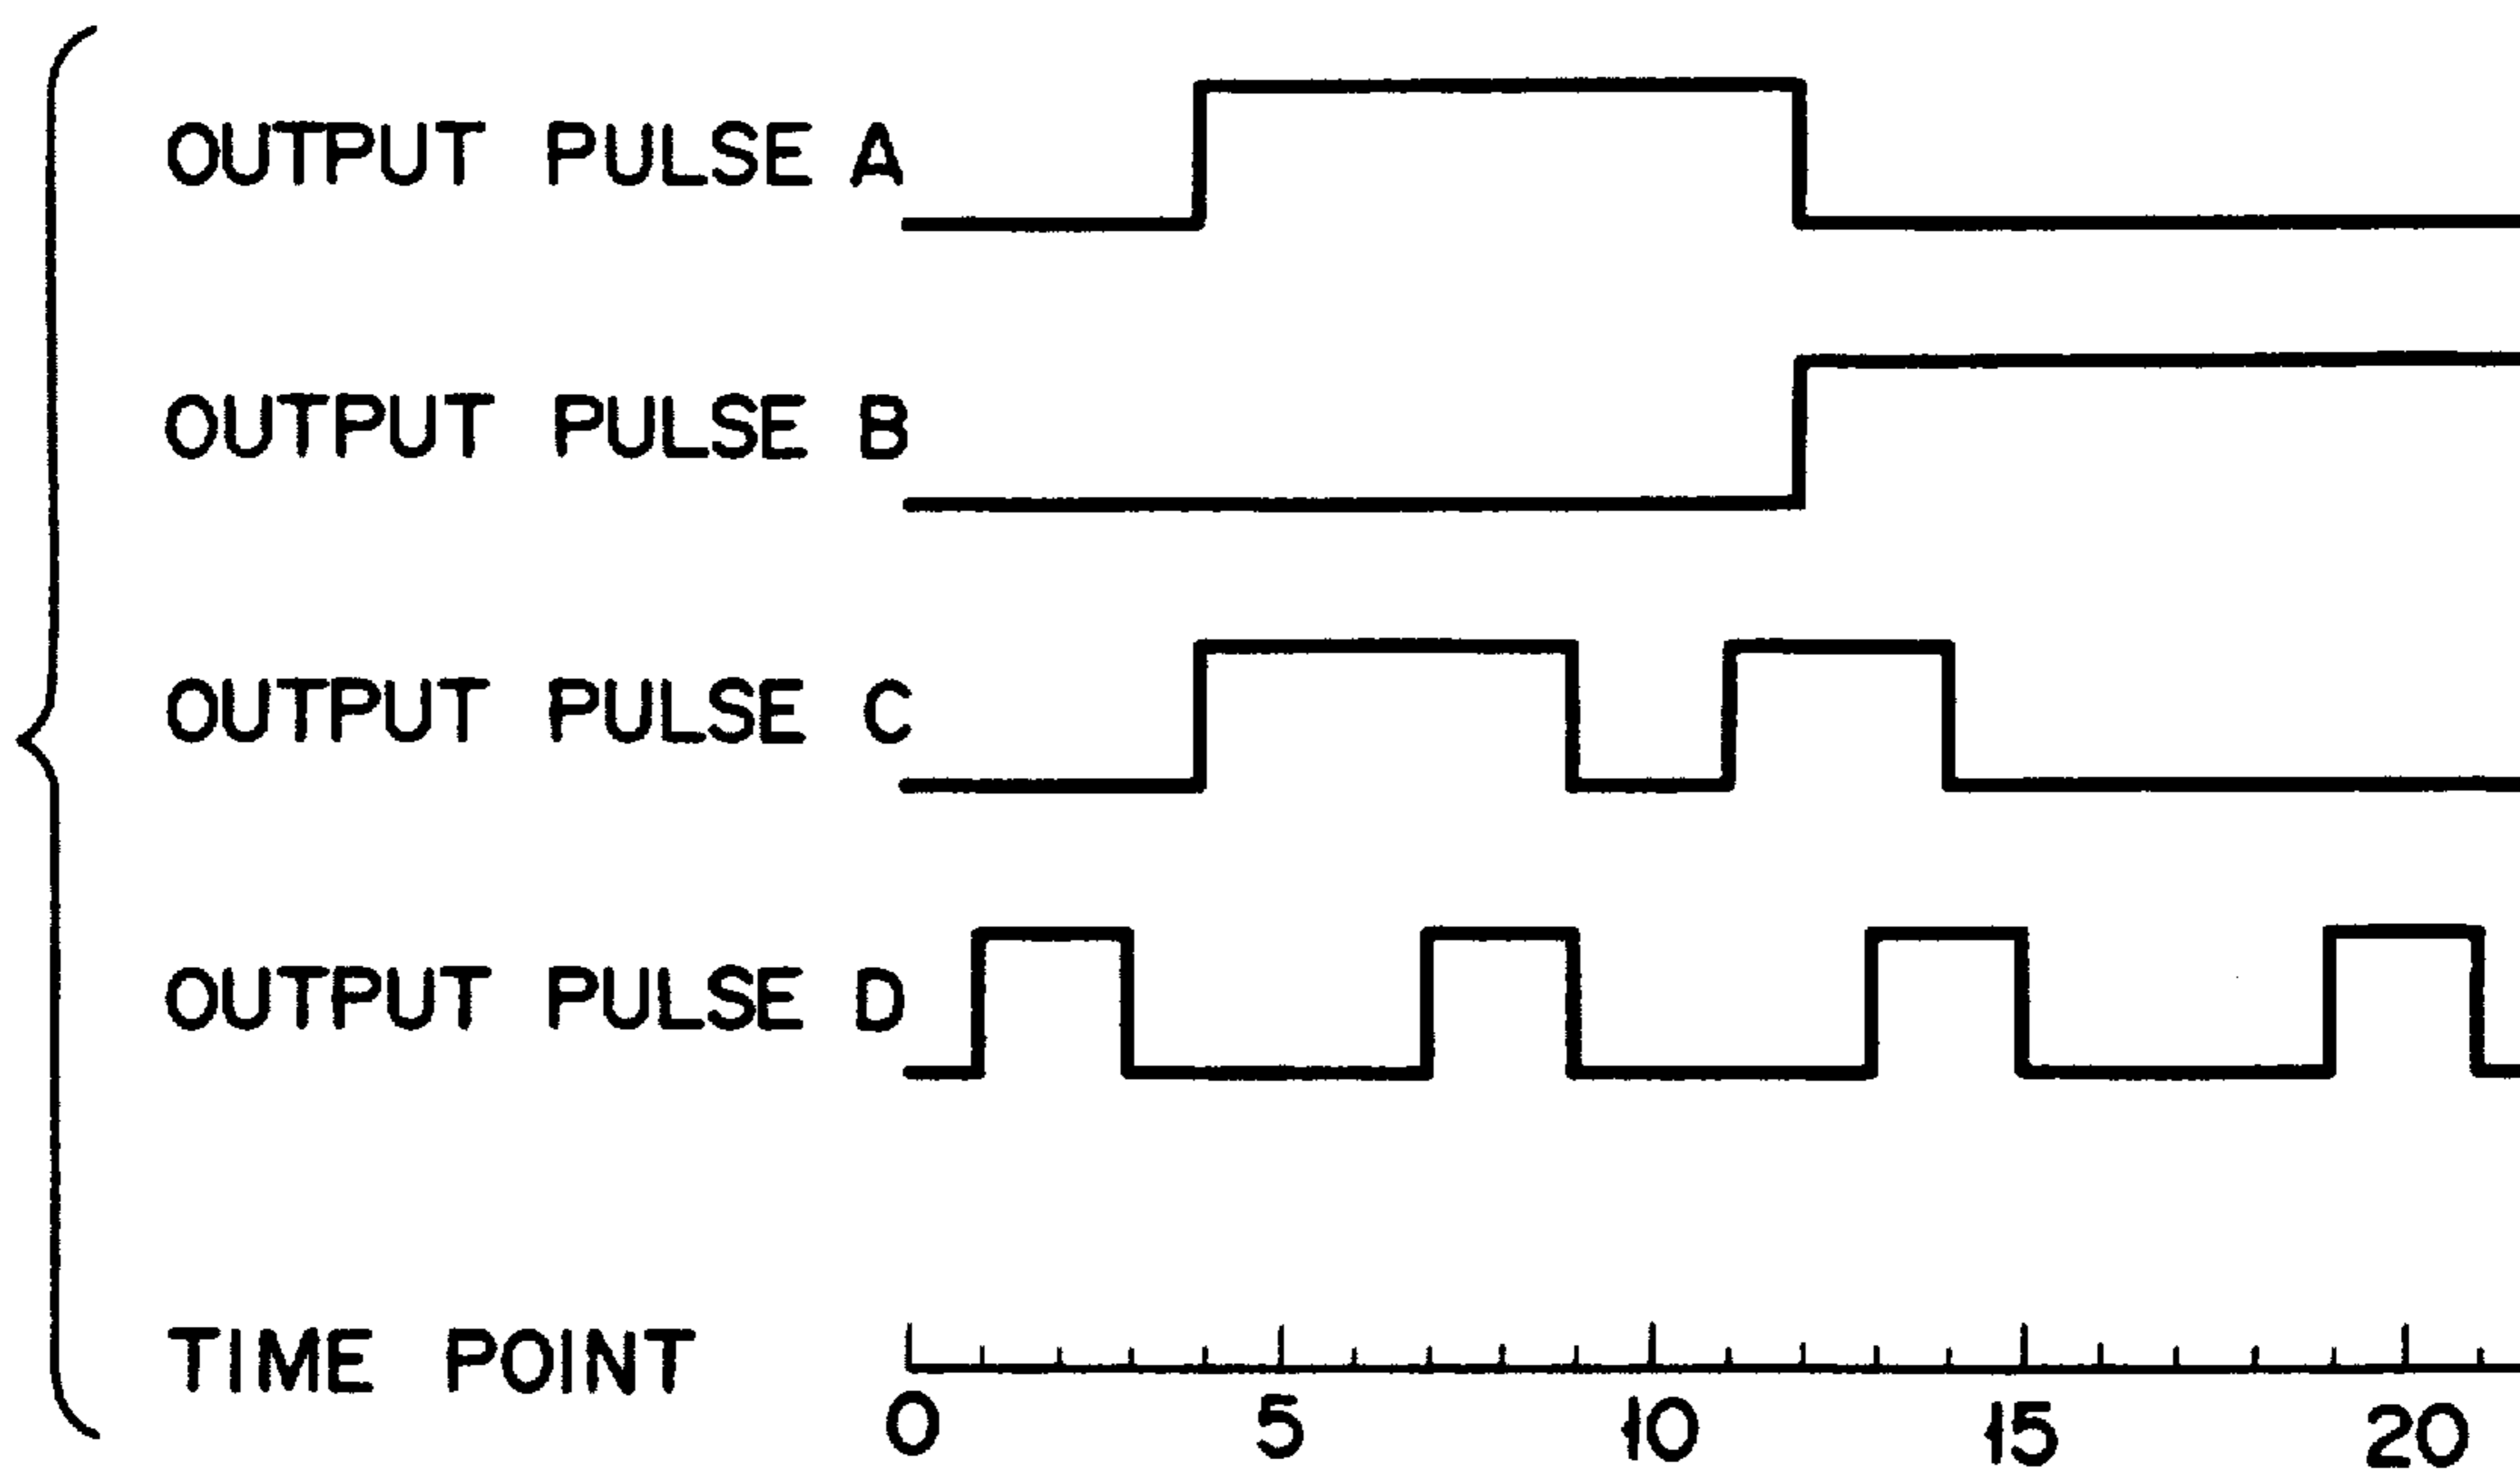 OUTPUT PULSE A
OUTPUT PULSE B
OUTPUT PULSE C
OUTPUT PULSE D
TIME POINT
0 5 10 15 20